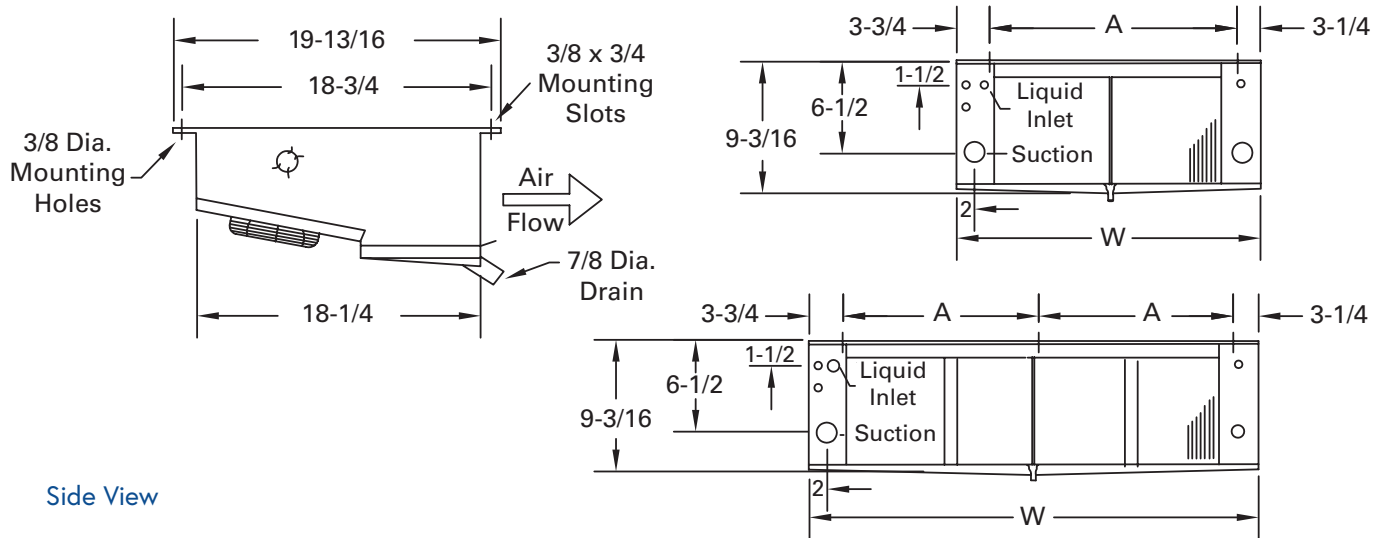 19-13/16
18-3/4
3/8 x 3/4
Mounting
Slots
3/8 Dia.
Mounting
Holes
Air
Flow
7/8 Dia.
Drain
18-1/4
Side View
3-3/4
A
3-1/4
1-1/2
6-1/2
9-3/16
Liquid
Inlet
Suction
2
W
3-3/4
A
A
3-1/4
1-1/2
6-1/2
9-3/16
Liquid
Inlet
Suction
2
W